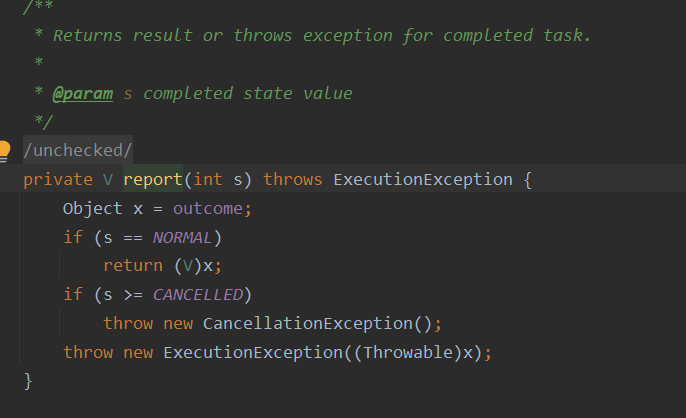 /**
* Returns result or throws exception for completed task.
*
* @param s completed state value
*/
/unchecked/
private V report(int s) throws ExecutionException {
Object x = outcome;
if (s == NORMAL)
return (V)x;
if (s >= CANCELLED)
throw new CancellationException();
throw new ExecutionException((Throwable)x);
}